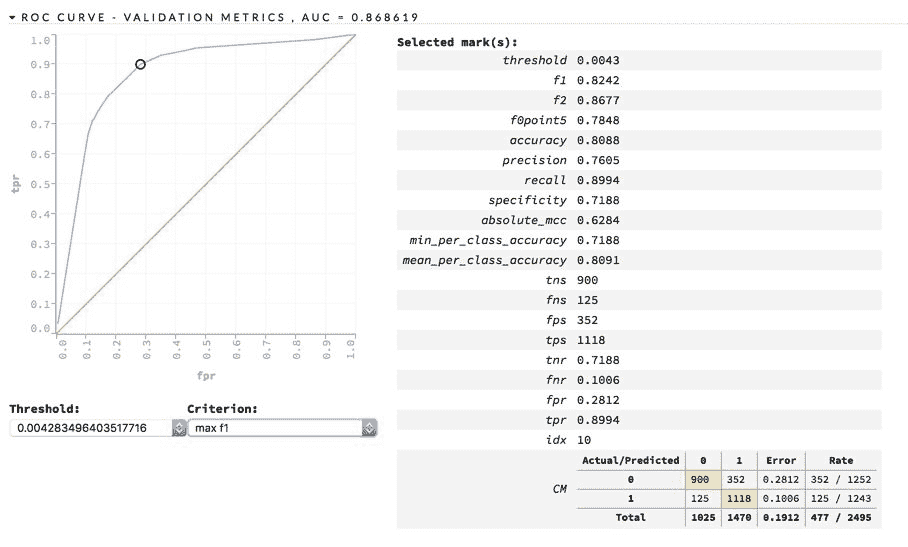 ROC CURVE - VALIDATION METRICS , AUC = 0.868619
1.0
0.9
0.8
0.7
0.6
0.5
0.4
0.3
0.2
0.1
0.0
tpr
0.0 0.1 0.2 0.3 0.4 0.5 0.6 0.7 0.8 0.9 1.0
fpr
Threshold: Criterion:
0.004283496403517716 max f1
Selected mark(s):
threshold 0.0043
f1 0.8242
f2 0.8677
f0point5 0.7848
accuracy 0.8088
precision 0.7605
recall 0.8994
specificity 0.7188
absolute_mcc 0.6284
min_per_class_accuracy 0.7188
mean_per_class_accuracy 0.8091
tns 900
fns 125
fps 352
tps 1118
tnr 0.7188
fnr 0.1006
fpr 0.2812
tpr 0.8994
idx 10
CM
Actual/Predicted 0 1 Error Rate
0 900 352 0.2812 352 / 1252
1 125 1118 0.1006 125 / 1243
Total 1025 1470 0.1912 477 / 2495